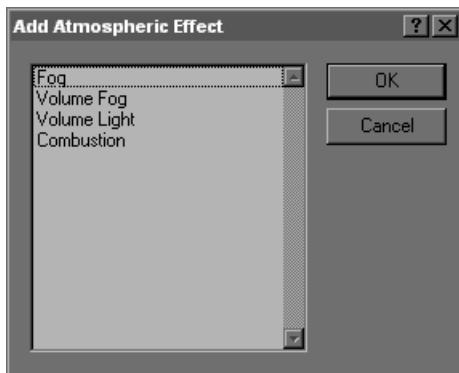 Add Atmospheric Effect
?
Fog
Volume Fog
Volume Light
Combustion
OK
Cancel